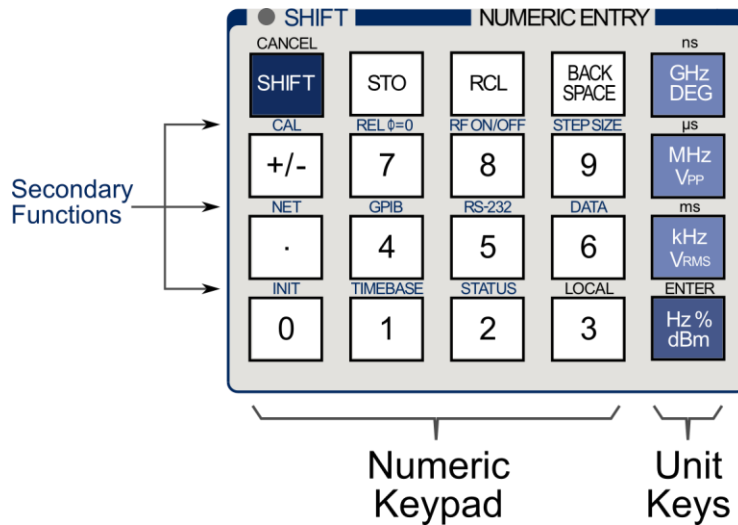 SHIFT NUMERIC ENTRY
CANCEL ns
SHIFT STO RCL BACK SPACE GHz DEG
CAL REL Φ=0 RF ON/OFF STEP SIZE µs
+/- 7 8 9 MHz VPP
Secondary Functions
NET GPIB RS-232 DATA ms
. 4 5 6 kHz VRMS
INIT TIMEBASE STATUS LOCAL ENTER
0 1 2 3 Hz % dBm
Numeric Keypad
Unit Keys